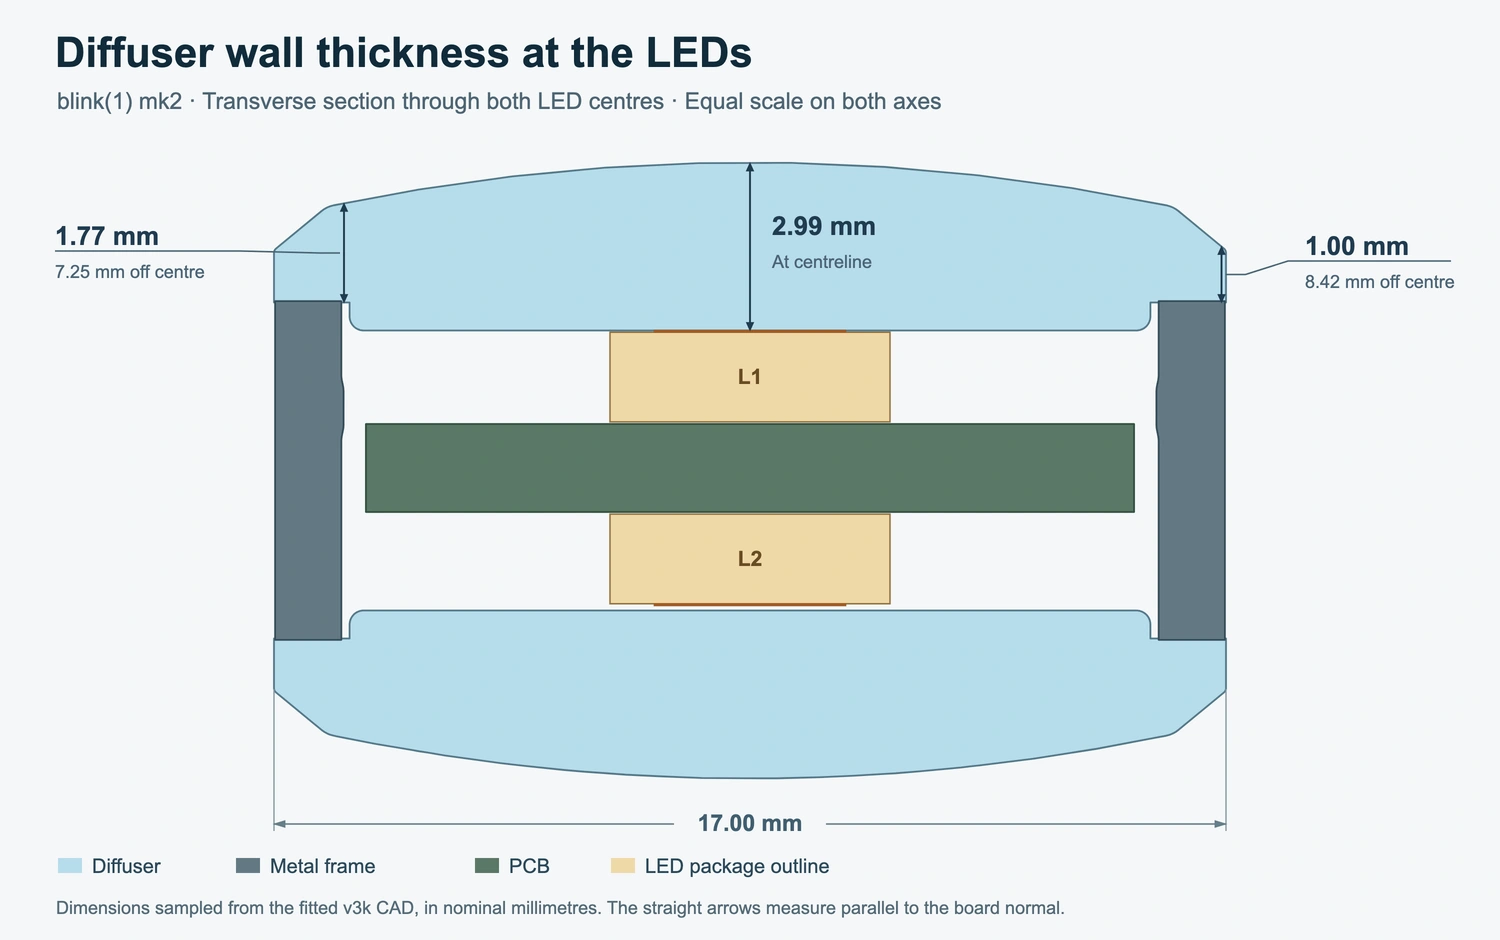 Diffuser wall thickness at the LEDs
blink(1) mk2 · Transverse section through both LED centres · Equal scale on both axes
1.77 mm
7.25 mm off centre
2.99 mm
At centreline
1.00 mm
8.42 mm off centre
L1
L2
17.00 mm
Diffuser
Metal frame
PCB
LED package outline
Dimensions sampled from the fitted v3k CAD, in nominal millimetres. The straight arrows measure parallel to the board normal.